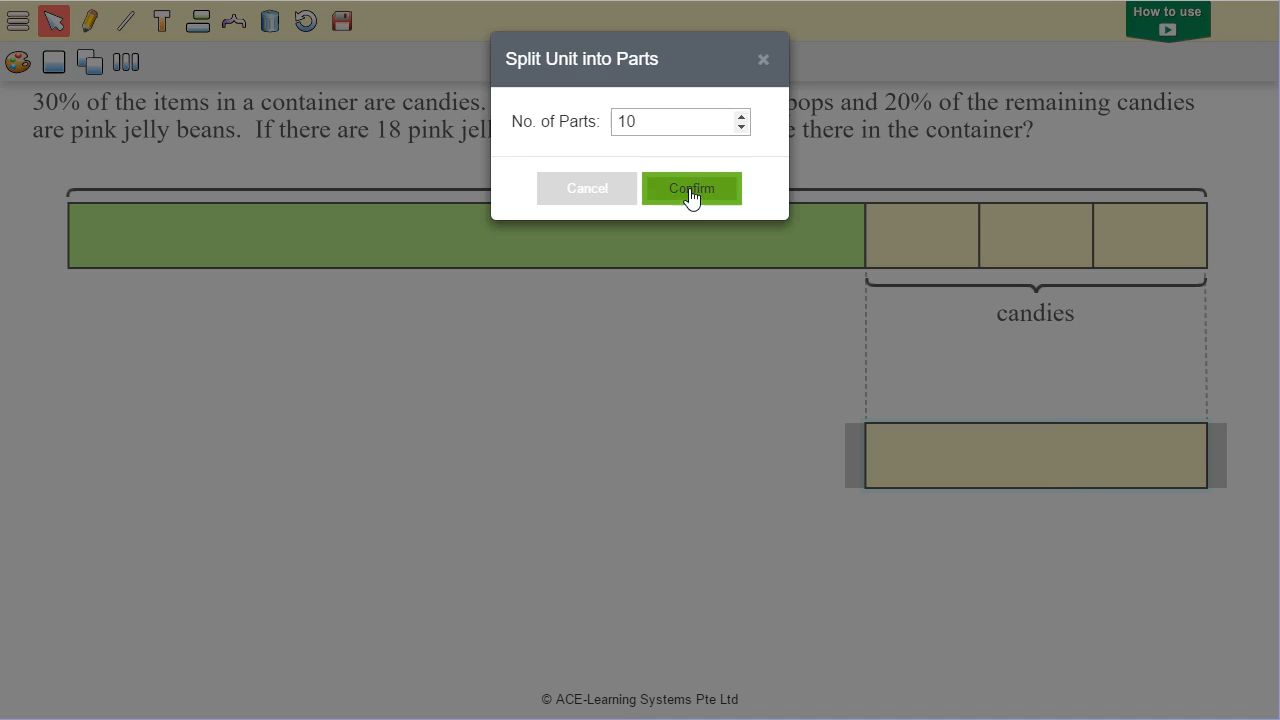 How to use
Split Unit into Parts
×
30% of the items in a container are candies. pops and 20% of the remaining candies
No. of Parts: 10
are pink jelly beans. If there are 18 pink there in the container?
Cancel Confirm
candies
© ACE-Learning Systems Pte Ltd